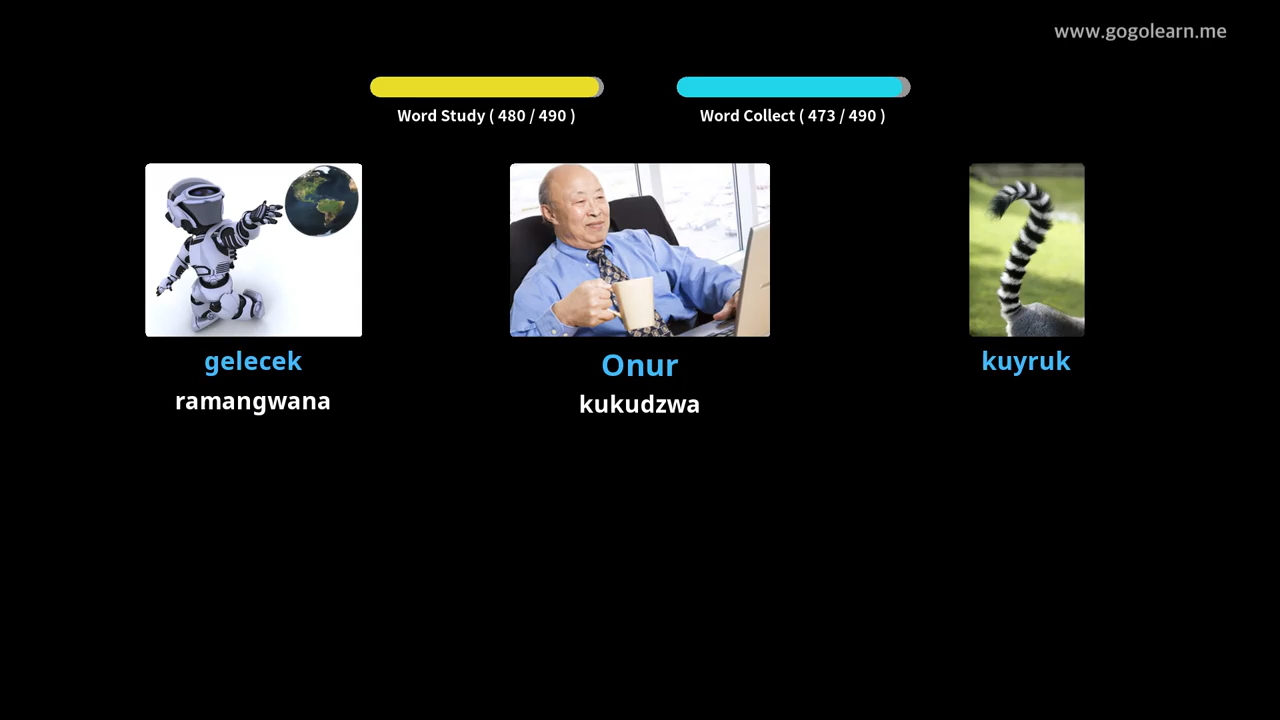 www.gogolearn.me
Word Study ( 480 / 490 )
Word Collect ( 473 / 490 )
gelecek
ramangwana
Onur
kukudzwa
kuyruk